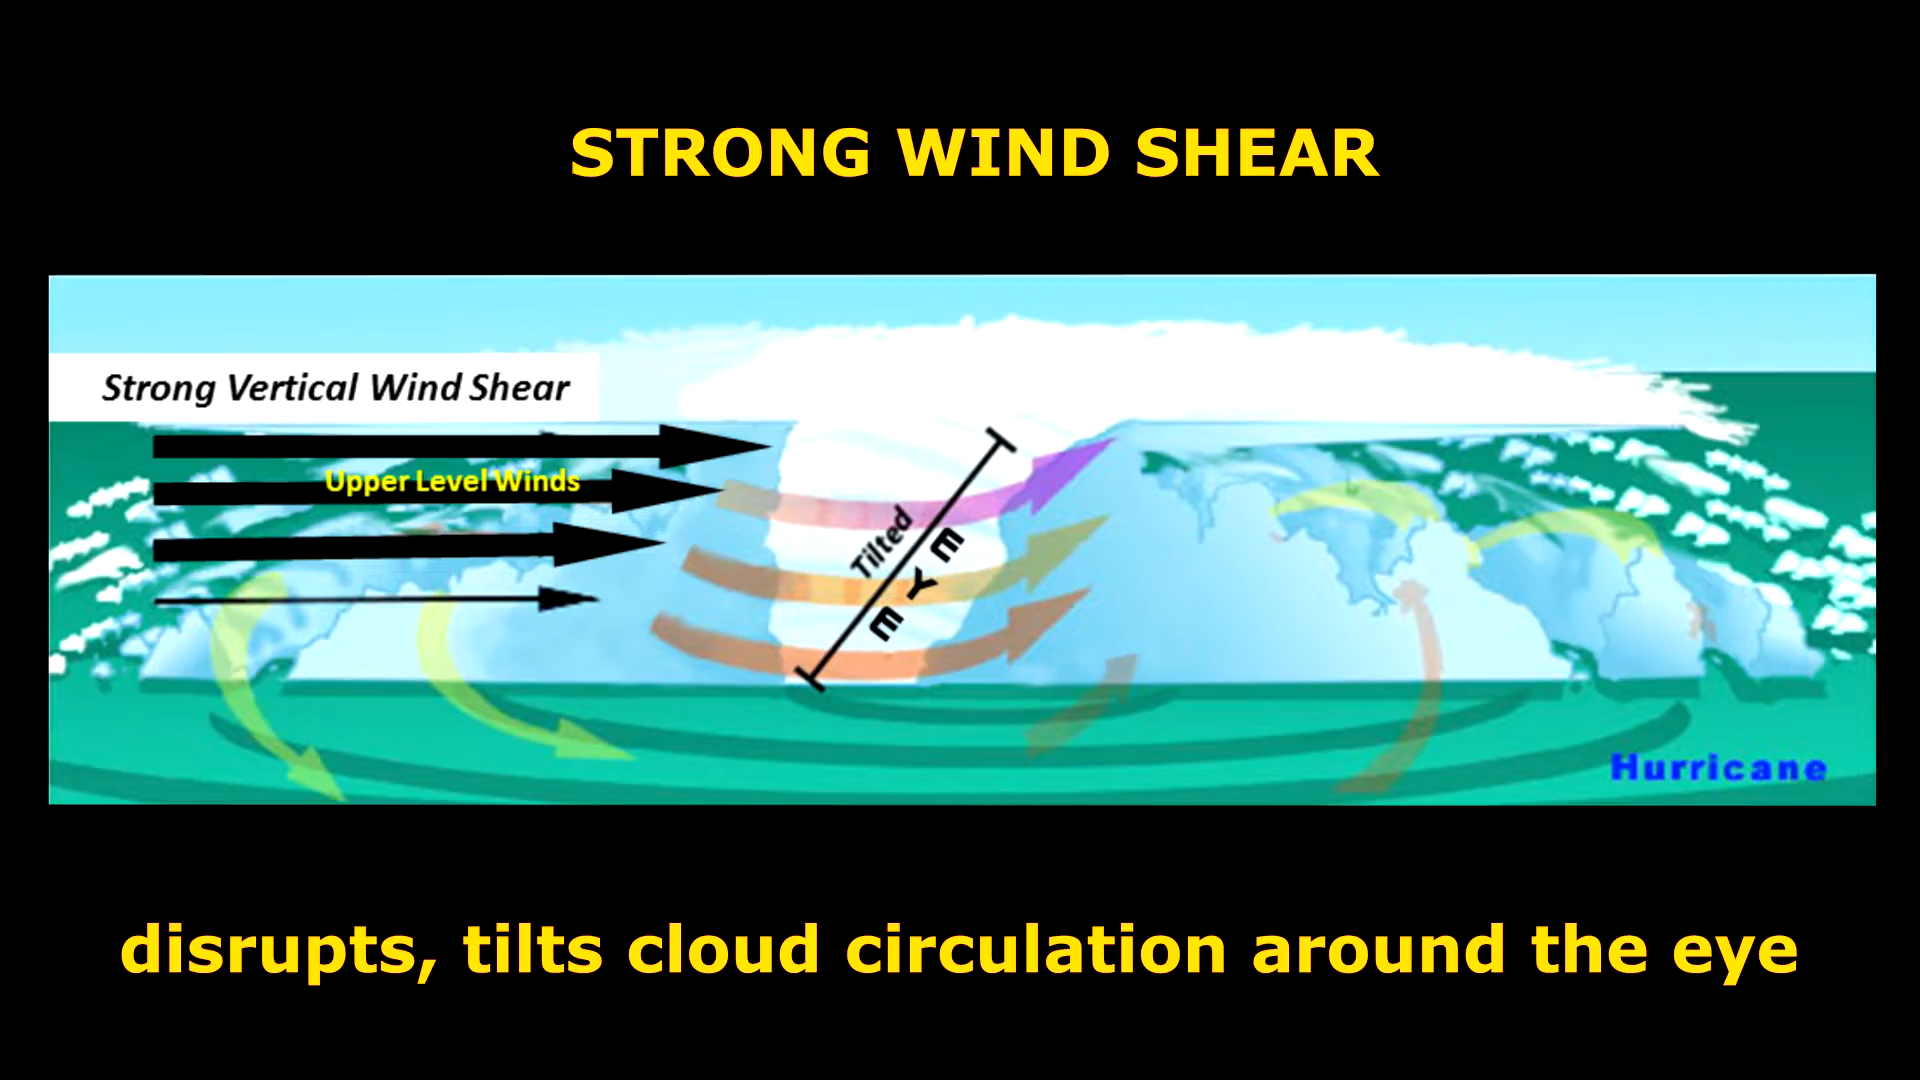 STRONG WIND SHEAR
Strong Vertical Wind Shear
Upper Level Winds
Tilted
EYE
Hurricane
disrupts, tilts cloud circulation around the eye